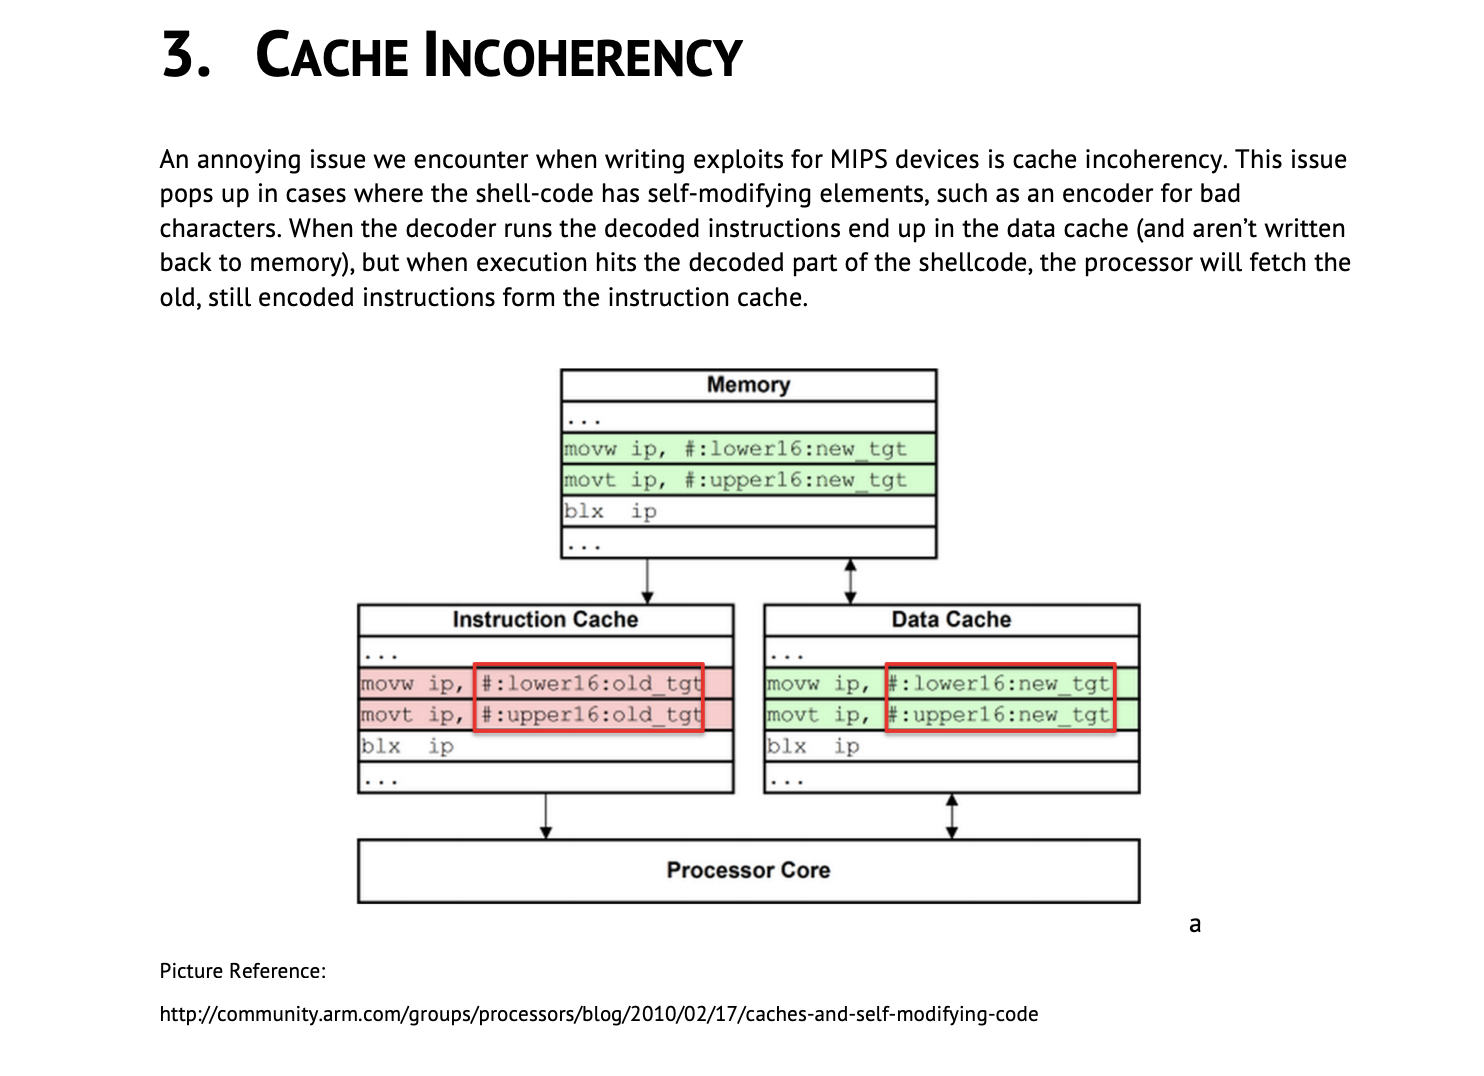 3. CACHE INCOHERENCY
An annoying issue we encounter when writing exploits for MIPS devices is cache incoherency. This issue
pops up in cases where the shell-code has self-modifying elements, such as an encoder for bad
characters. When the decoder runs the decoded instructions end up in the data cache (and aren’t written
back to memory), but when execution hits the decoded part of the shellcode, the processor will fetch the
old, still encoded instructions form the instruction cache.
Memory
...
movw ip, #:lower16:new_tgt
movt ip, #:upper16:new_tgt
blx ip
...
Instruction Cache
...
movw ip, #:lower16:old_tgt
movt ip, #:upper16:old_tgt
blx ip
...
Data Cache
...
movw ip, #:lower16:new_tgt
movt ip, #:upper16:new_tgt
blx ip
...
Processor Core
a
Picture Reference:
http://community.arm.com/groups/processors/blog/2010/02/17/caches-and-self-modifying-code